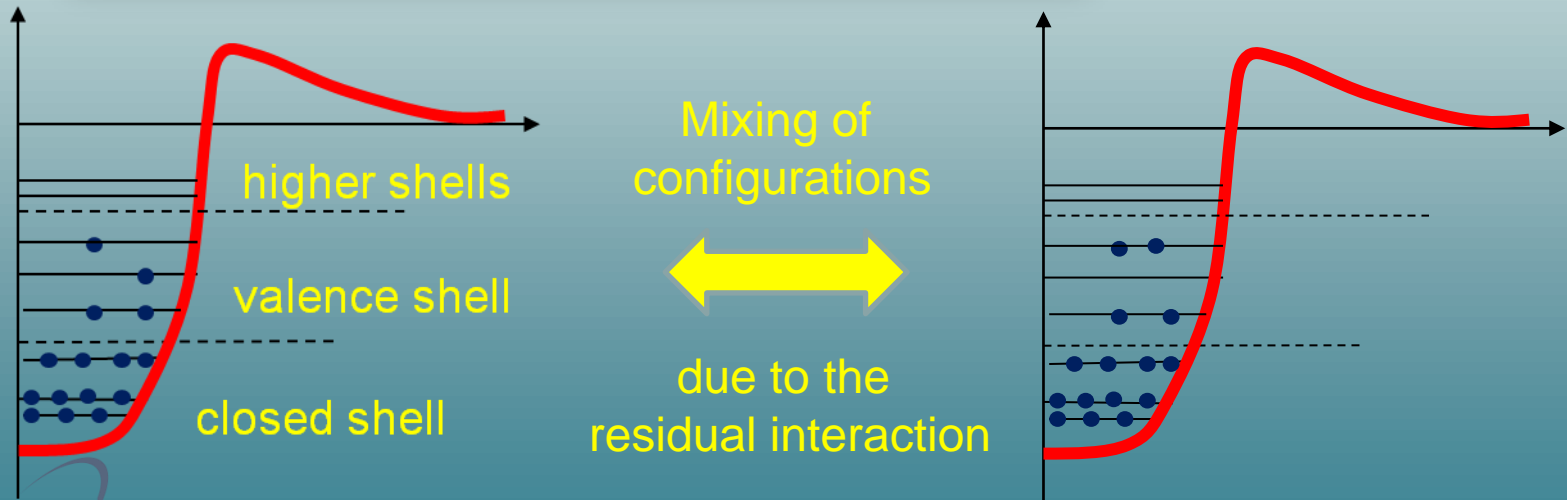 higher shells
valence shell
closed shell
Mixing of
configurations
due to the
residual interaction